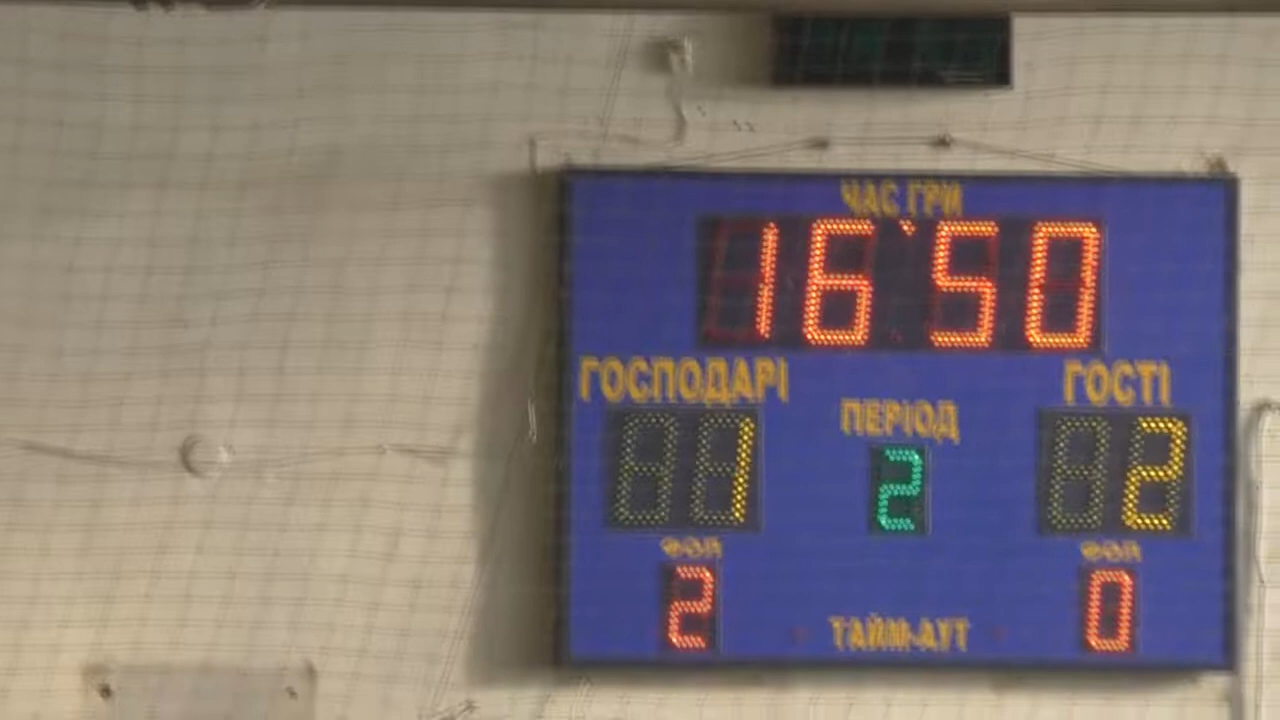 ЧАС ГРИ
16:50
ГОСПОДАРІ ГОСТІ
ПЕРІОД
1 2 2
ФОЛ ФОЛ
2 0
ТАЙМ-АУТ